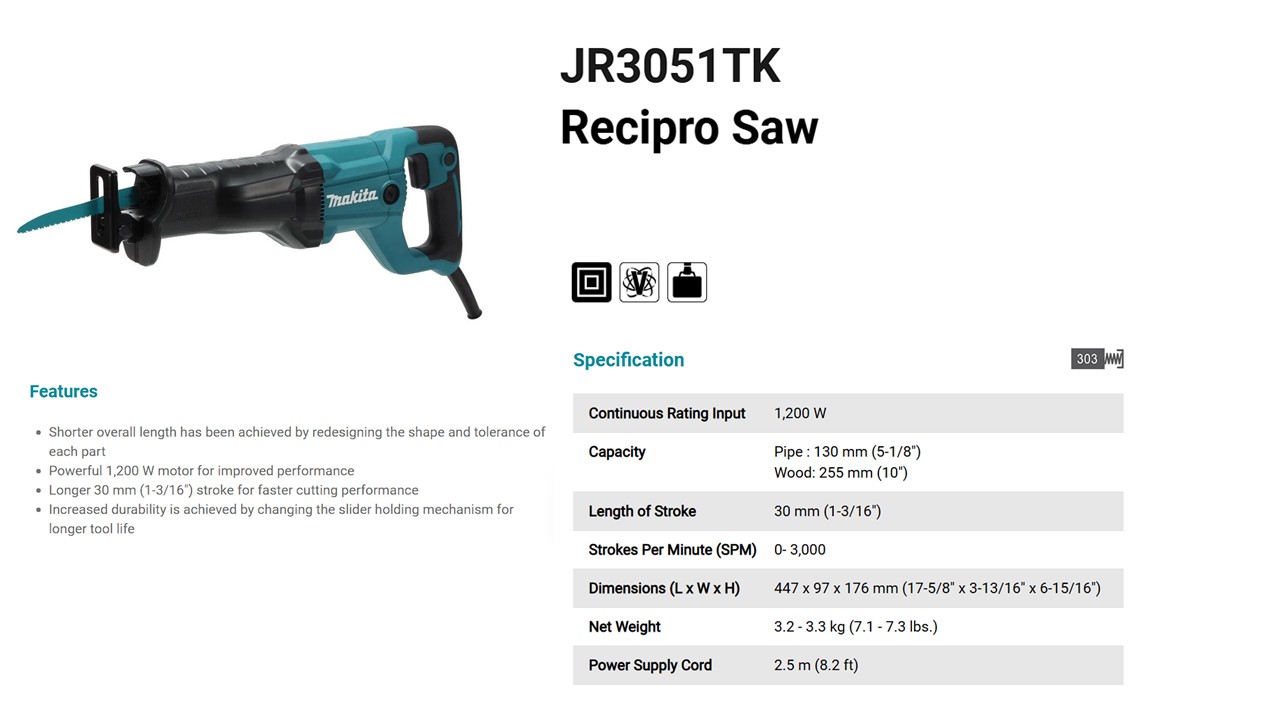 JR3051TK
Recipro Saw
makita
Features
Shorter overall length has been achieved by redesigning the shape and tolerance of
each part
Powerful 1,200 W motor for improved performance
Longer 30 mm (1-3/16") stroke for faster cutting performance
Increased durability is achieved by changing the slider holding mechanism for
longer tool life
V
Specification
303
Continuous Rating Input 1,200 W
Capacity Pipe : 130 mm (5-1/8")
Wood: 255 mm (10")
Length of Stroke 30 mm (1-3/16")
Strokes Per Minute (SPM) 0- 3,000
Dimensions (L x W x H) 447 x 97 x 176 mm (17-5/8" x 3-13/16" x 6-15/16")
Net Weight 3.2 - 3.3 kg (7.1 - 7.3 lbs.)
Power Supply Cord 2.5 m (8.2 ft)